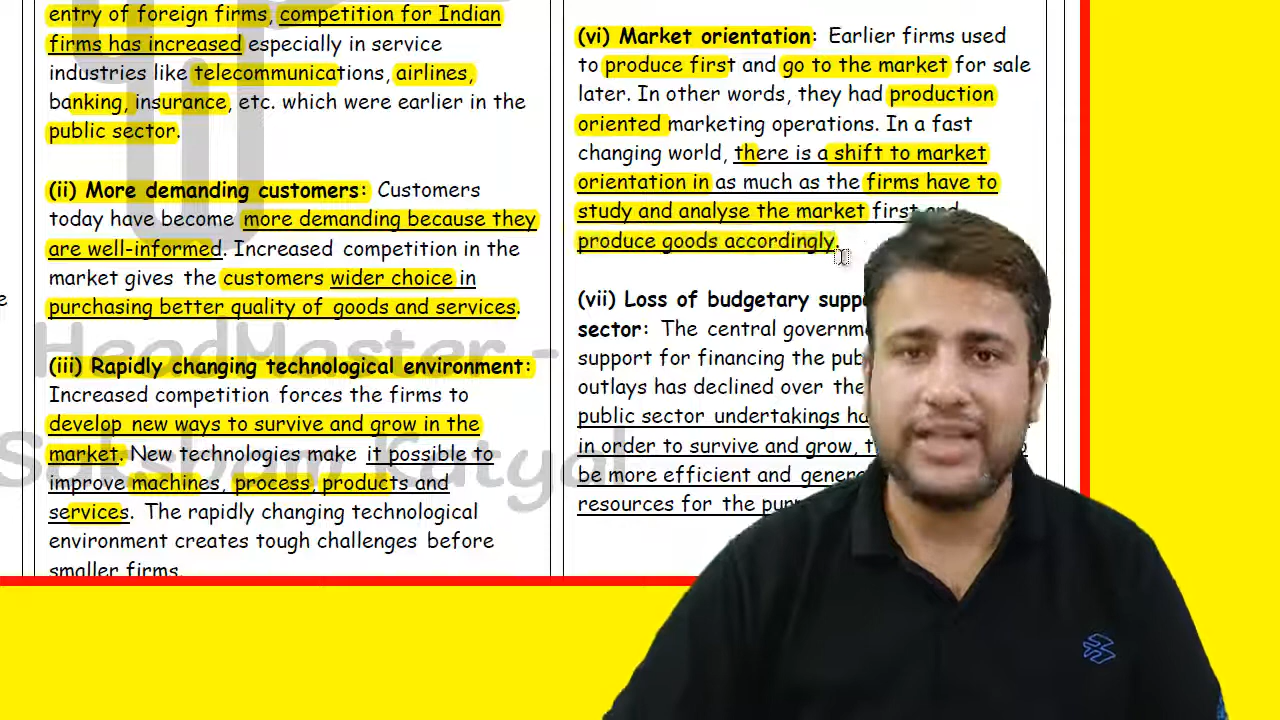 entry of foreign firms, competition for Indian
firms has increased especially in service
industries like telecommunications, airlines,
banking, insurance, etc. which were earlier in the
public sector.
(ii) More demanding customers: Customers
today have become more demanding because they
are well-informed. Increased competition in the
market gives the customers wider choice in
purchasing better quality of goods and services.
(iii) Rapidly changing technological environment:
Increased competition forces the firms to
develop new ways to survive and grow in the
market. New technologies make it possible to
improve machines, process, products and
services. The rapidly changing technological
environment creates tough challenges before
smaller firms.
(vi) Market orientation: Earlier firms used
to produce first and go to the market for sale
later. In other words, they had production
oriented marketing operations. In a fast
changing world, there is a shift to market
orientation in as much as the firms have to
study and analyse the market first and
produce goods accordingly.
(vii) Loss of budgetary supp
sector: The central governm
support for financing the pub
outlays has declined over the
public sector undertakings ha
in order to survive and grow, t
be more efficient and gener
resources for the pur
HeadMaster -
Saksham Katyal